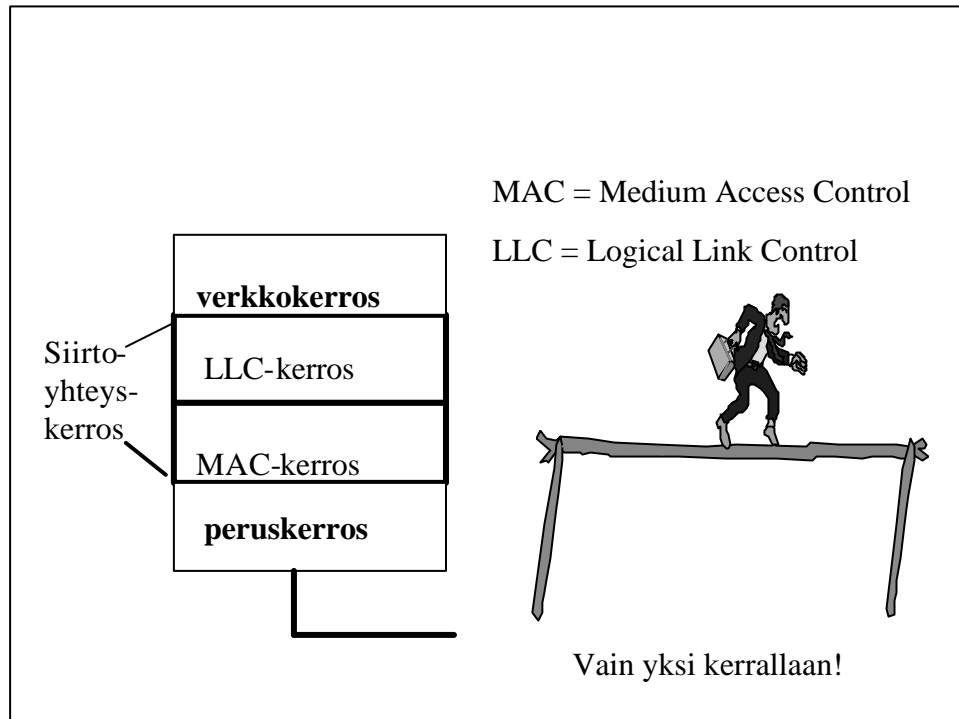 MAC = Medium Access Control
LLC = Logical Link Control
verkkokerros
Siirto-
yhteys-
kerros
LLC-kerros
MAC-kerros
peruskerros
Vain yksi kerrallaan!